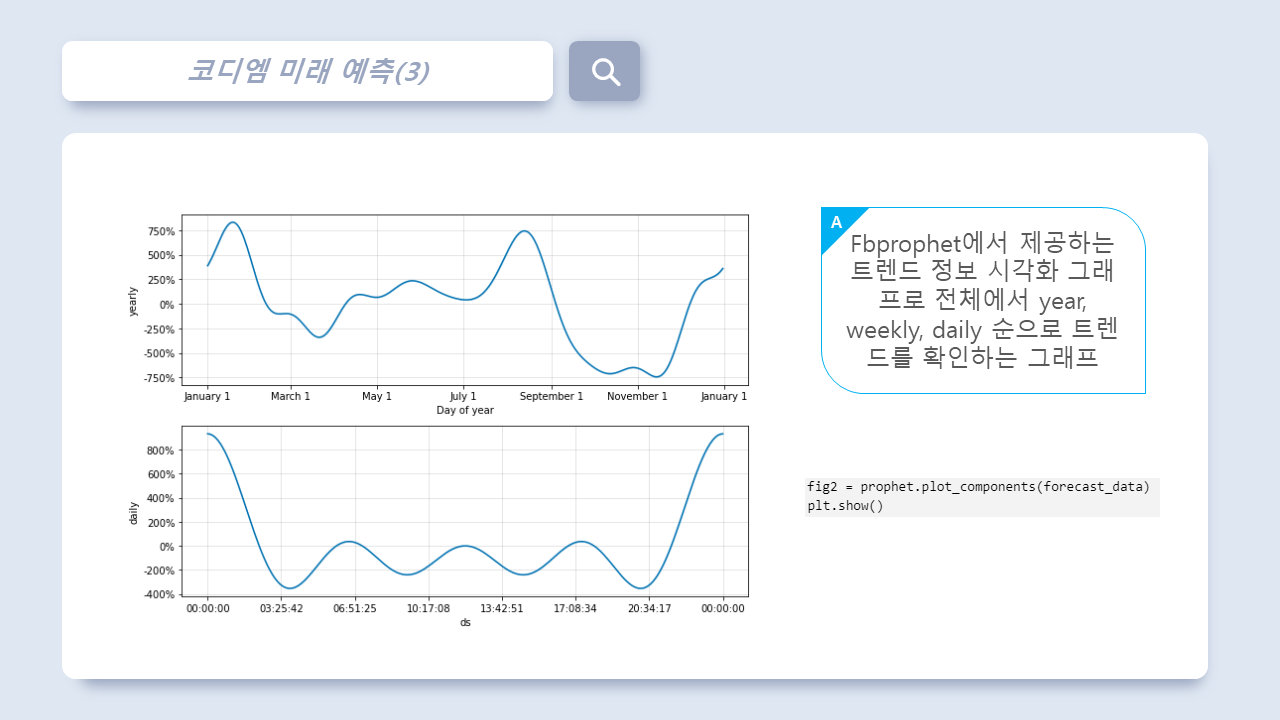 코디엠 미래 예측(3)
750%
500%
250%
0%
-250%
-500%
-750%
yearly
January 1 March 1 May 1 July 1 September 1 November 1 January 1
Day of year
800%
600%
400%
200%
0%
-200%
-400%
daily
00:00:00 03:25:42 06:51:25 10:17:08 13:42:51 17:08:34 20:34:17 00:00:00
ds
A
Fbprophet에서 제공하는
트렌드 정보 시각화 그래
프로 전체에서 year,
weekly, daily 순으로 트렌
드를 확인하는 그래프
fig2 = prophet.plot_components(forecast_data)
plt.show()